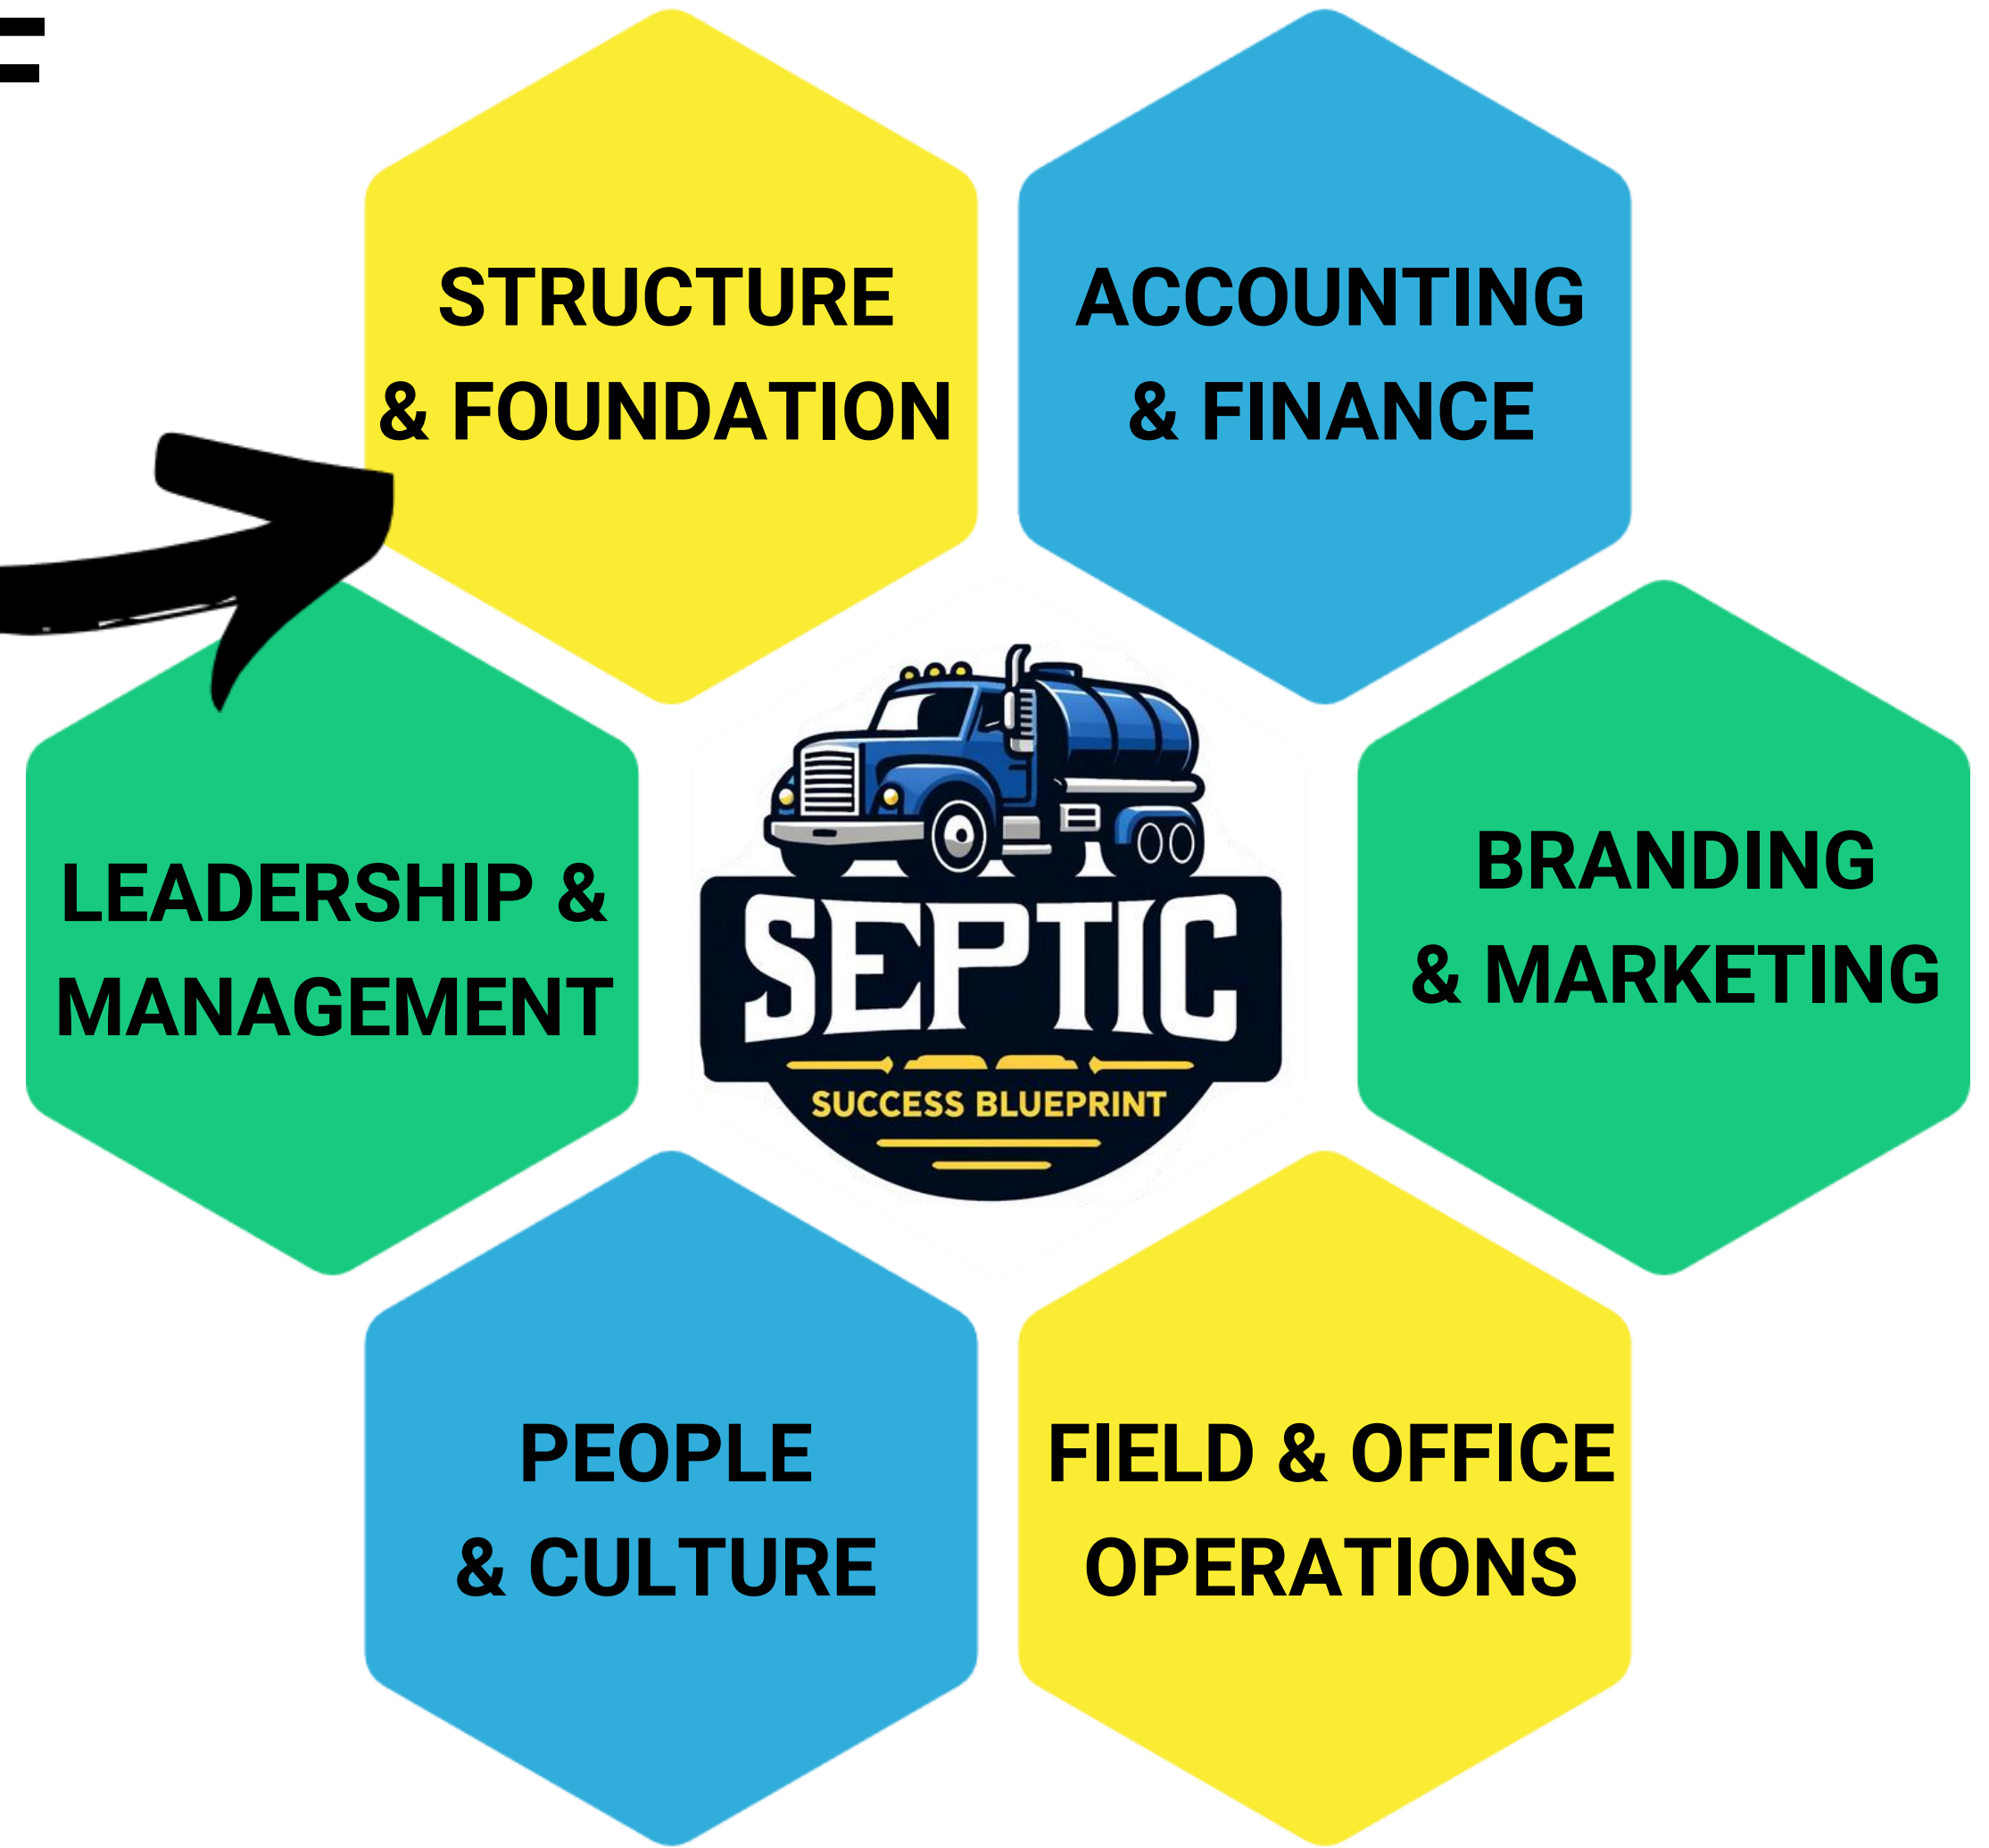 STRUCTURE
& FOUNDATION
ACCOUNTING
& FINANCE
LEADERSHIP &
MANAGEMENT
SEPTIC
SUCCESS BLUEPRINT
BRANDING
& MARKETING
PEOPLE
& CULTURE
FIELD & OFFICE
OPERATIONS